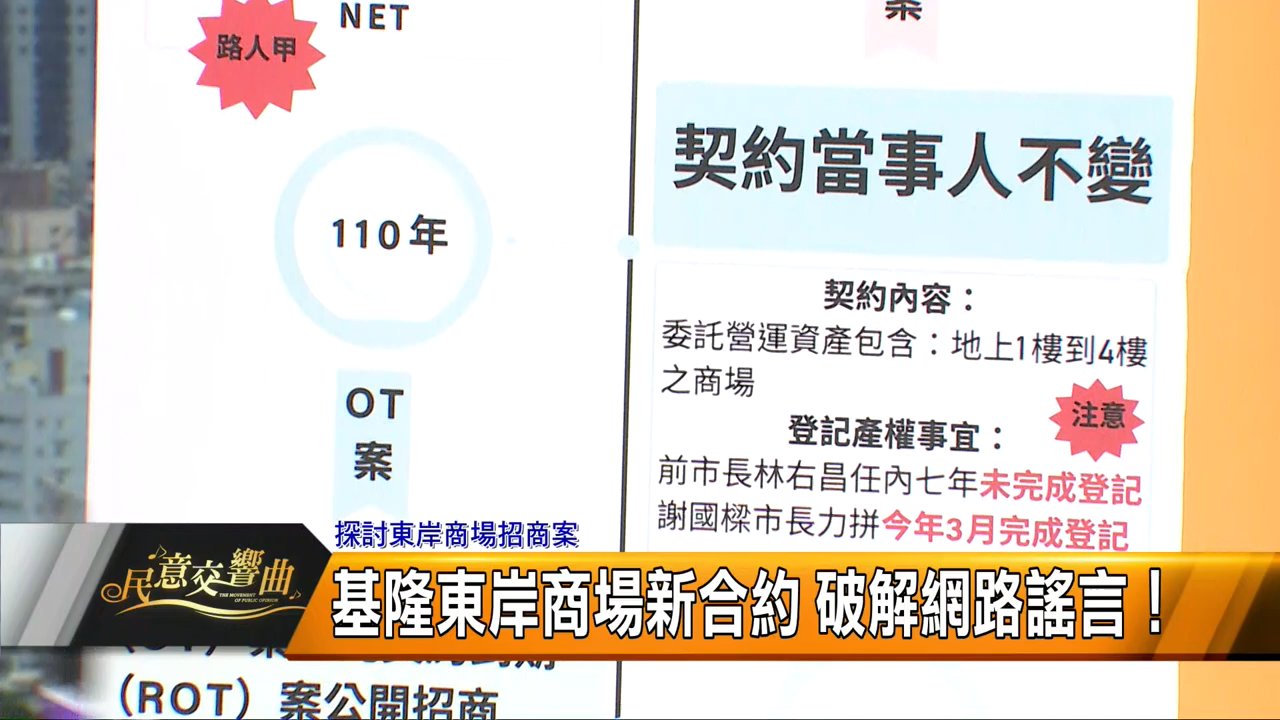 NET
路人甲
110年
OT
案
案
契約當事人不變
契約內容：
委託營運資產包含：地上1樓到4樓
之商場
注意
登記產權事宜：
前市長林右昌任內七年未完成登記
謝國樑市長力拼今年3月完成登記
探討東岸商場招商案
民意交響曲
THE MOVEMENT
OF PUBLIC OPINION
基隆東岸商場新合約 破解網路謠言！
（ROT）案公開招商